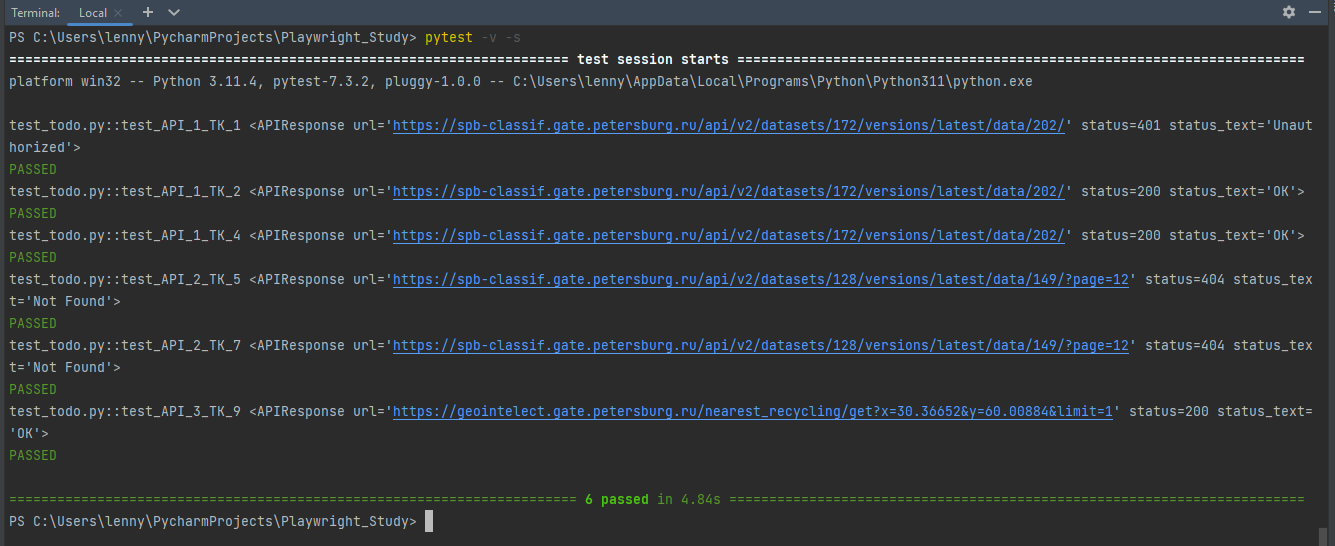 Terminal: Local × +
PS C:\Users\lenny\PycharmProjects\Playwright_Study> pytest -v -s
====================================================================== test session starts =======================================================================
platform win32 -- Python 3.11.4, pytest-7.3.2, pluggy-1.0.0 -- C:\Users\lenny\AppData\Local\Programs\Python\Python311\python.exe
test_todo.py::test_API_1_TK_1 <APIResponse url='https://spb-classif.gate.petersburg.ru/api/v2/datasets/172/versions/latest/data/202/' status=401 status_text='Unaut
horized'>
PASSED
test_todo.py::test_API_1_TK_2 <APIResponse url='https://spb-classif.gate.petersburg.ru/api/v2/datasets/172/versions/latest/data/202/' status=200 status_text='OK'>
PASSED
test_todo.py::test_API_1_TK_4 <APIResponse url='https://spb-classif.gate.petersburg.ru/api/v2/datasets/172/versions/latest/data/202/' status=200 status_text='OK'>
PASSED
test_todo.py::test_API_2_TK_5 <APIResponse url='https://spb-classif.gate.petersburg.ru/api/v2/datasets/128/versions/latest/data/149/?page=12' status=404 status_tex
t='Not Found'>
PASSED
test_todo.py::test_API_2_TK_7 <APIResponse url='https://spb-classif.gate.petersburg.ru/api/v2/datasets/128/versions/latest/data/149/?page=12' status=404 status_tex
t='Not Found'>
PASSED
test_todo.py::test_API_3_TK_9 <APIResponse url='https://geointelect.gate.petersburg.ru/nearest_recycling/get?x=30.36652&y=60.00884&limit=1' status=200 status_text=
'OK'>
PASSED
======================================================================= 6 passed in 4.84s ========================================================================
PS C:\Users\lenny\PycharmProjects\Playwright_Study>